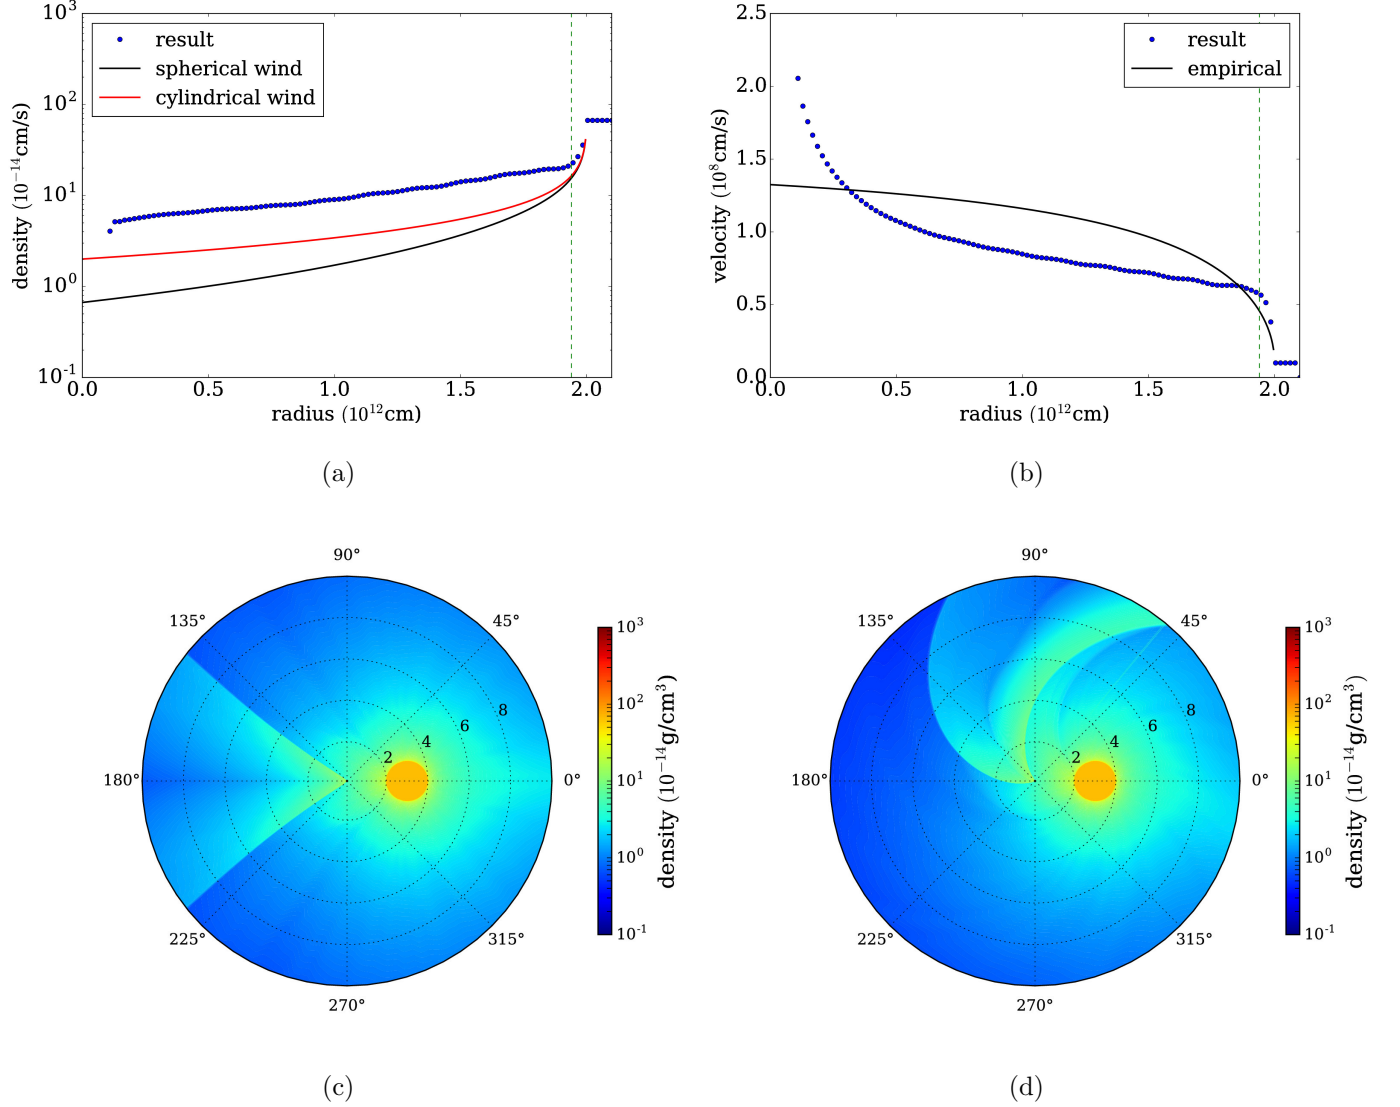 10^3
10^2
10^1
10^0
10^-1
density (10^−14cm/s)
result
spherical wind
cylindrical wind
0.0 0.5 1.0 1.5 2.0
radius (10^12cm)
(a)
2.5
2.0
1.5
1.0
0.5
0.0
velocity (10^8cm/s)
result
empirical
0.0 0.5 1.0 1.5 2.0
radius (10^12cm)
(b)
90°
135° 45°
180° 0°
225° 315°
270°
2 4 6 8
10^3
10^2
10^1
10^0
10^-1
density (10^−14g/cm^3)
(c)
90°
135° 45°
180° 0°
225° 315°
270°
2 4 6 8
10^3
10^2
10^1
10^0
10^-1
density (10^−14g/cm^3)
(d)